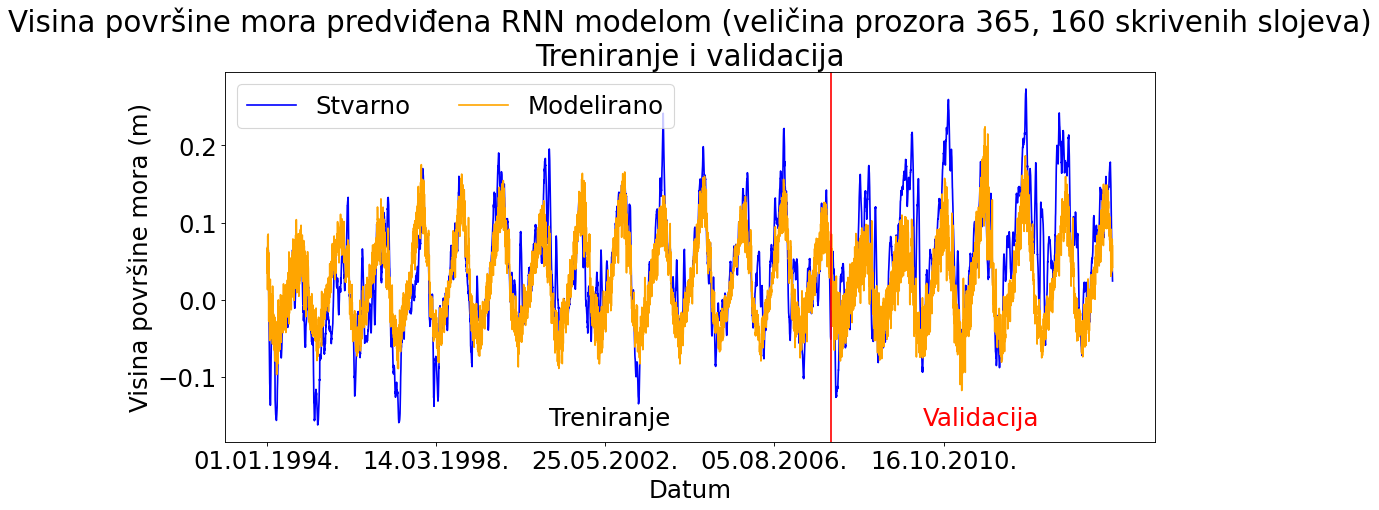 Visina površine mora predviđena RNN modelom (veličina prozora 365, 160 skrivenih slojeva)
Treniranje i validacija
Stvarno
Modelirano
Visina površine mora (m)
0.2
0.1
0.0
−0.1
Treniranje
Validacija
01.01.1994.
14.03.1998.
25.05.2002.
05.08.2006.
16.10.2010.
Datum